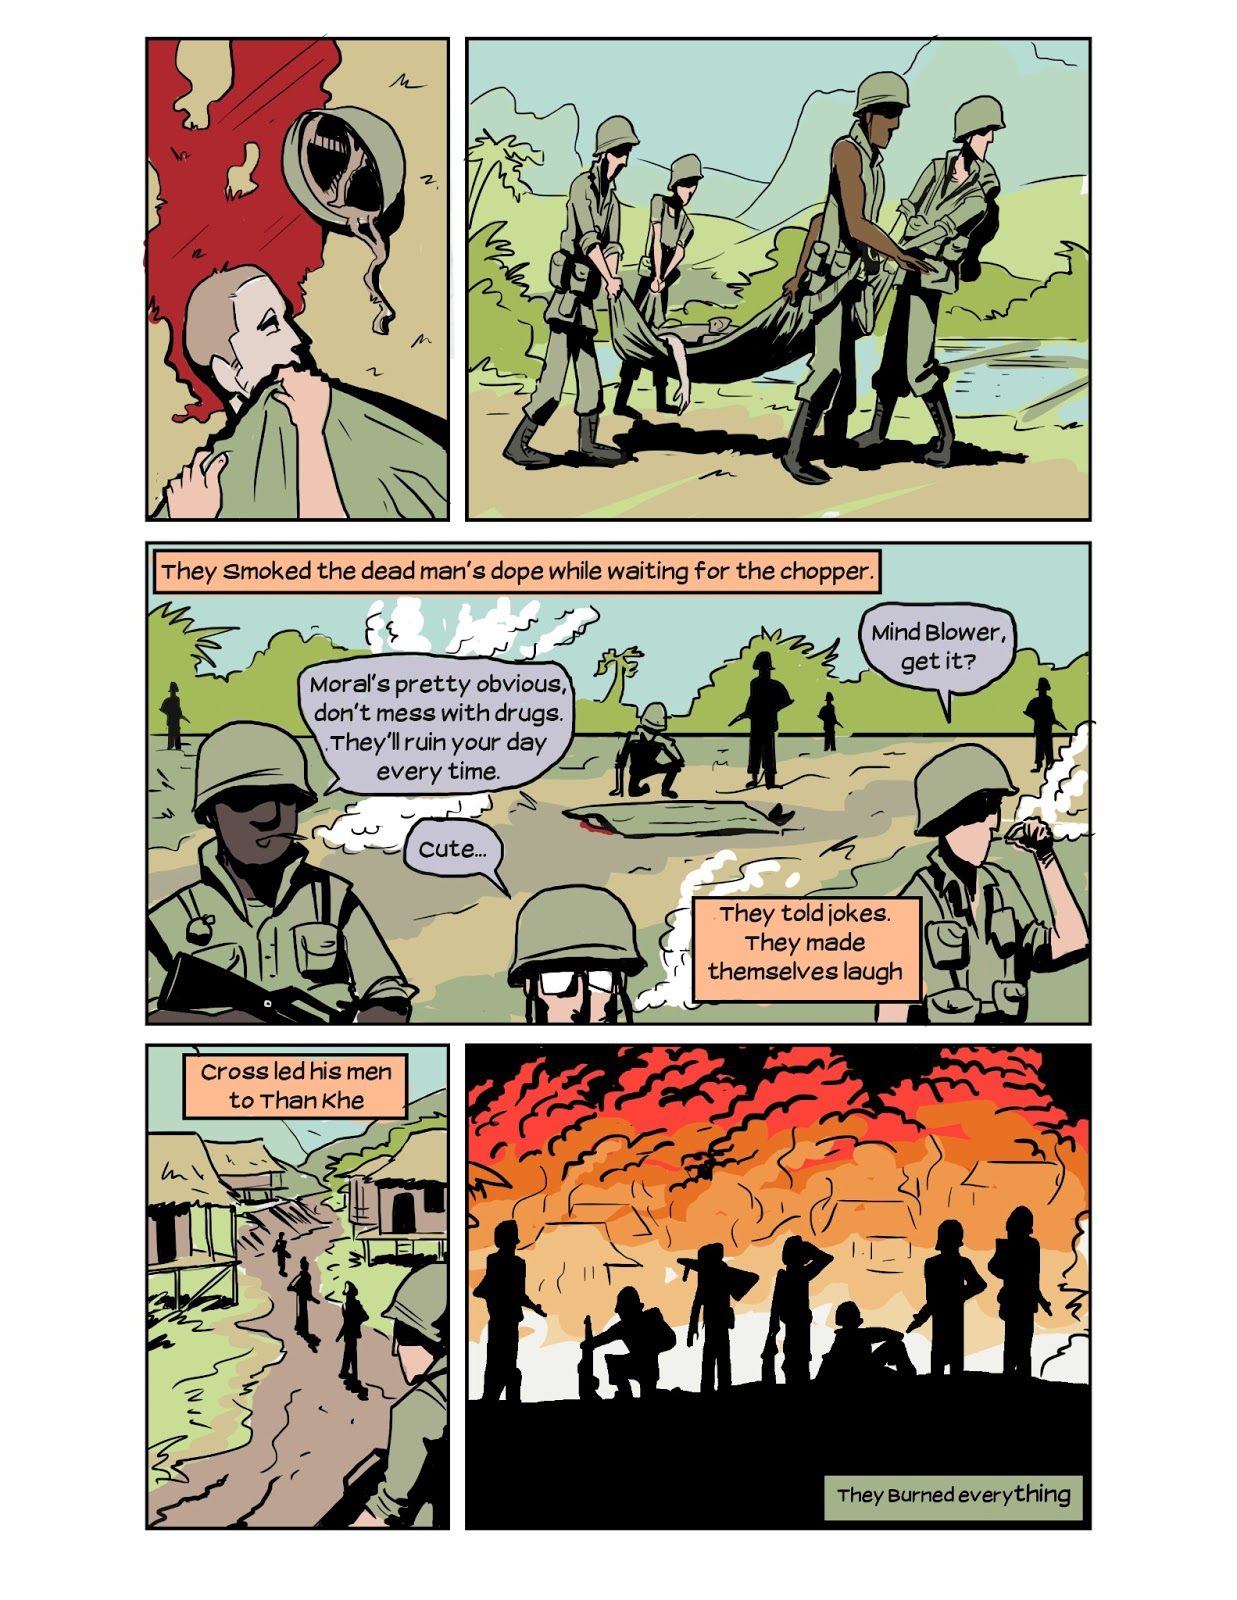 They Smoked the dead man's dope while waiting for the chopper.
Moral's pretty obvious,
don't mess with drugs.
They'll ruin your day
every time.
Mind Blower,
get it?
Cute...
They told jokes.
They made
themselves laugh
Cross led his men
to Than Khe
They Burned everything